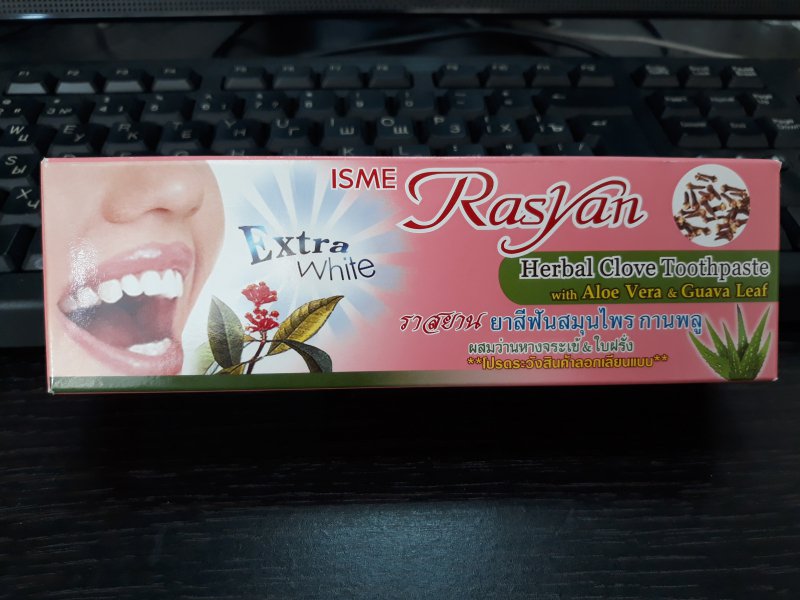 ISME Rasyan
Extra
White
Herbal Clove Toothpaste
with Aloe Vera & Guava Leaf
ราสยาน ยาสีฟันสมุนไพร กานพลู
ผสมว่านหางจระเข้ & ใบฝรั่ง
**โปรดระวังสินค้าลอกเลียนแบบ**